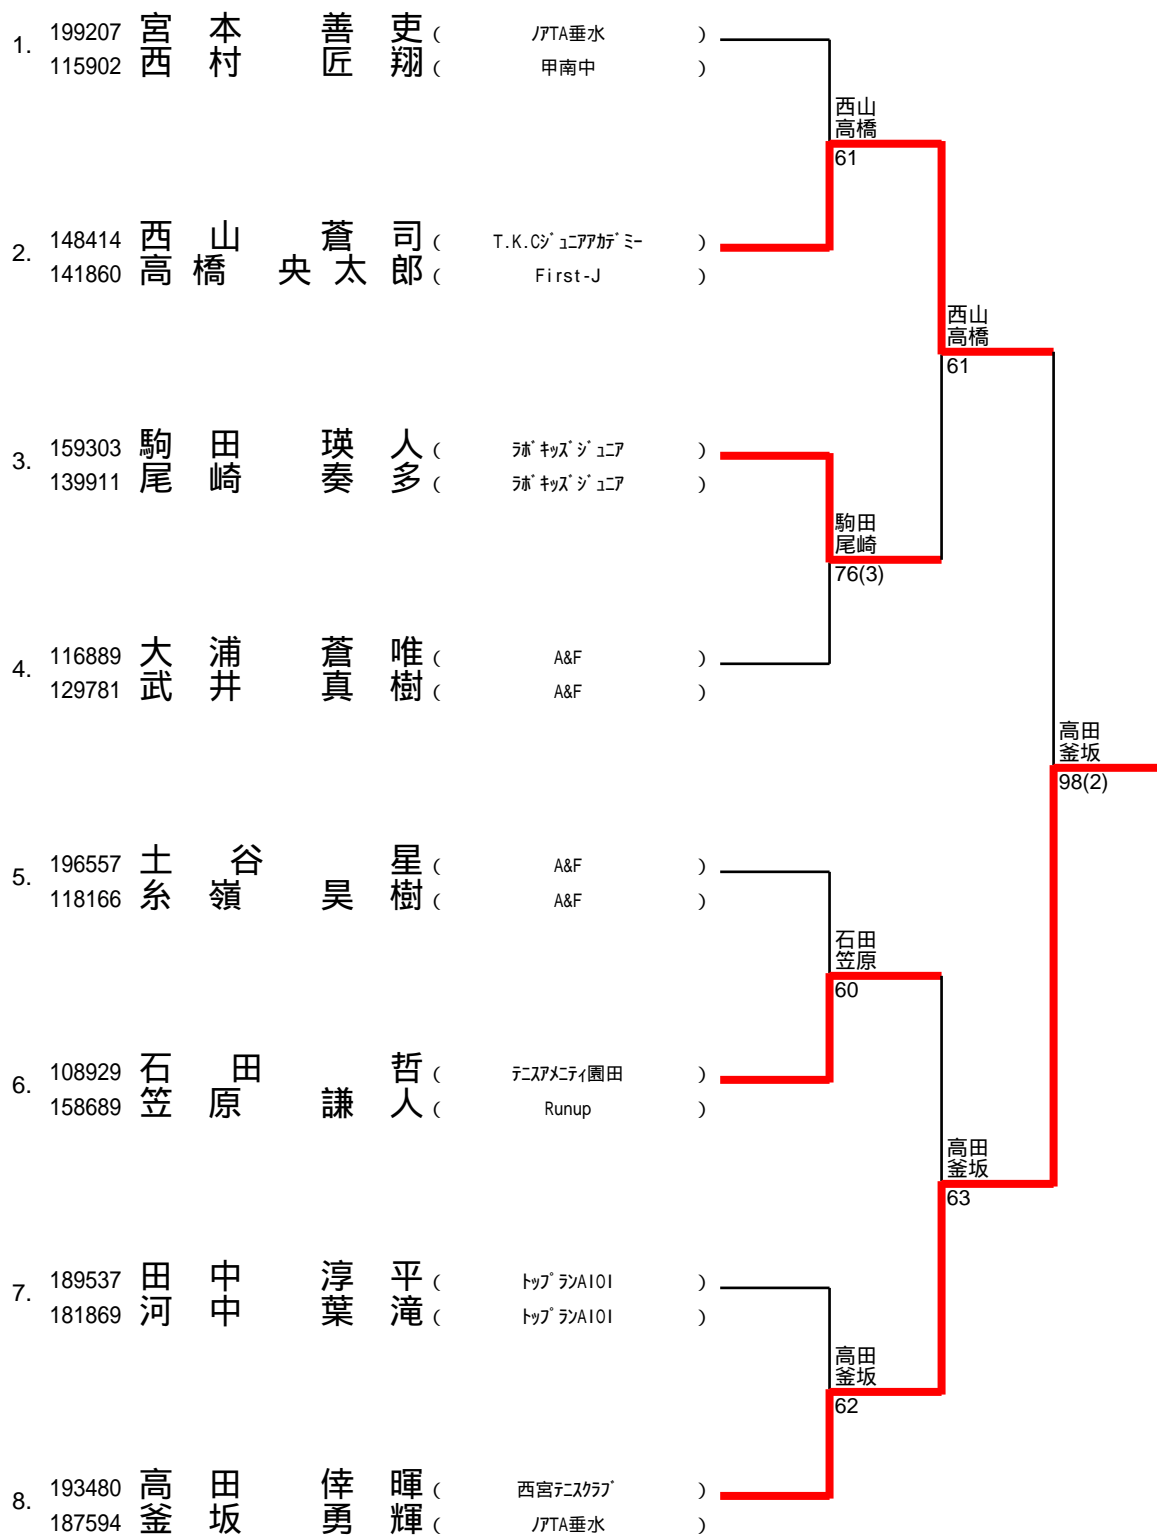 1. 199207 宮本 善吏 ( ノアTA垂水 )
115902 西村 匠翔 ( 甲南中 )
西山
高橋
61
2. 148414 西山 蒼司 ( T.K.Cジュニアアカデミー )
141860 高橋 央太郎 ( First-J )
西山
高橋
61
3. 159303 駒田 瑛人 ( ラボキッズジュニア )
139911 尾崎 奏多 ( ラボキッズジュニア )
駒田
尾崎
76(3)
4. 116889 大浦 蒼唯 ( A&F )
129781 武井 真樹 ( A&F )
高田
釜坂
98(2)
5. 196557 土谷 星 ( A&F )
118166 糸嶺 昊樹 ( A&F )
石田
笠原
60
6. 108929 石田 哲 ( テニスアメニティ園田 )
158689 笠原 謙人 ( Runup )
高田
釜坂
63
7. 189537 田中 淳平 ( トップランAIOI )
181869 河中 葉滝 ( トップランAIOI )
高田
釜坂
62
8. 193480 高田 倖暉 ( 西宮テニスクラブ )
187594 釜坂 勇輝 ( ノアTA垂水 )